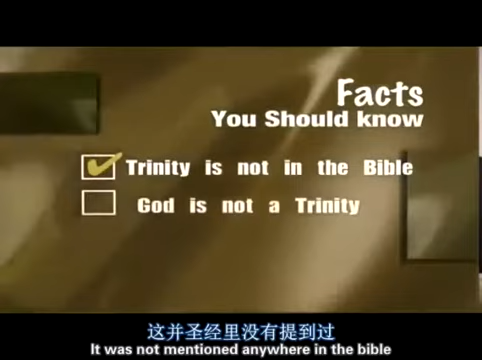 Facts
You Should know
Trinity is not in the Bible
God is not a Trinity
这并圣经里没有提到过
It was not mentioned anywhere in the bible